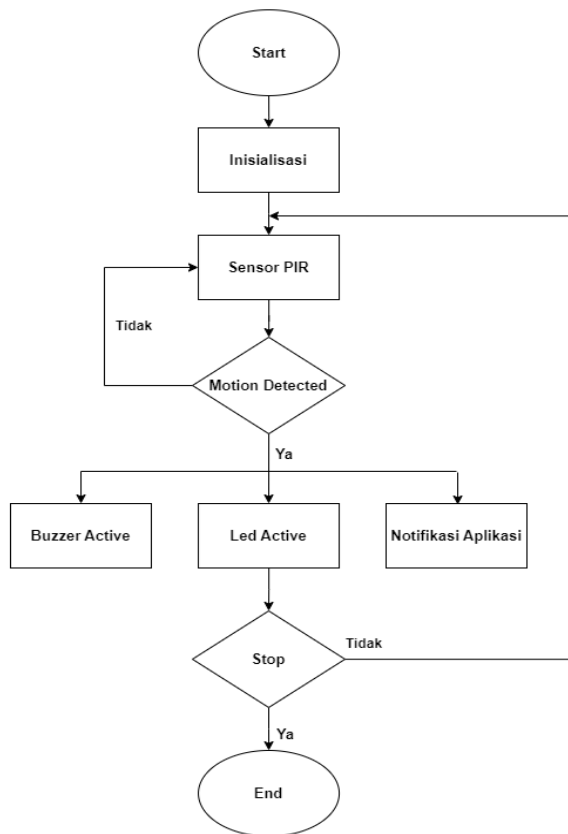 Start
Inisialisasi
Sensor PIR
Tidak
Motion Detected
Ya
Buzzer Active
Led Active
Notifikasi Aplikasi
Tidak
Stop
Ya
End